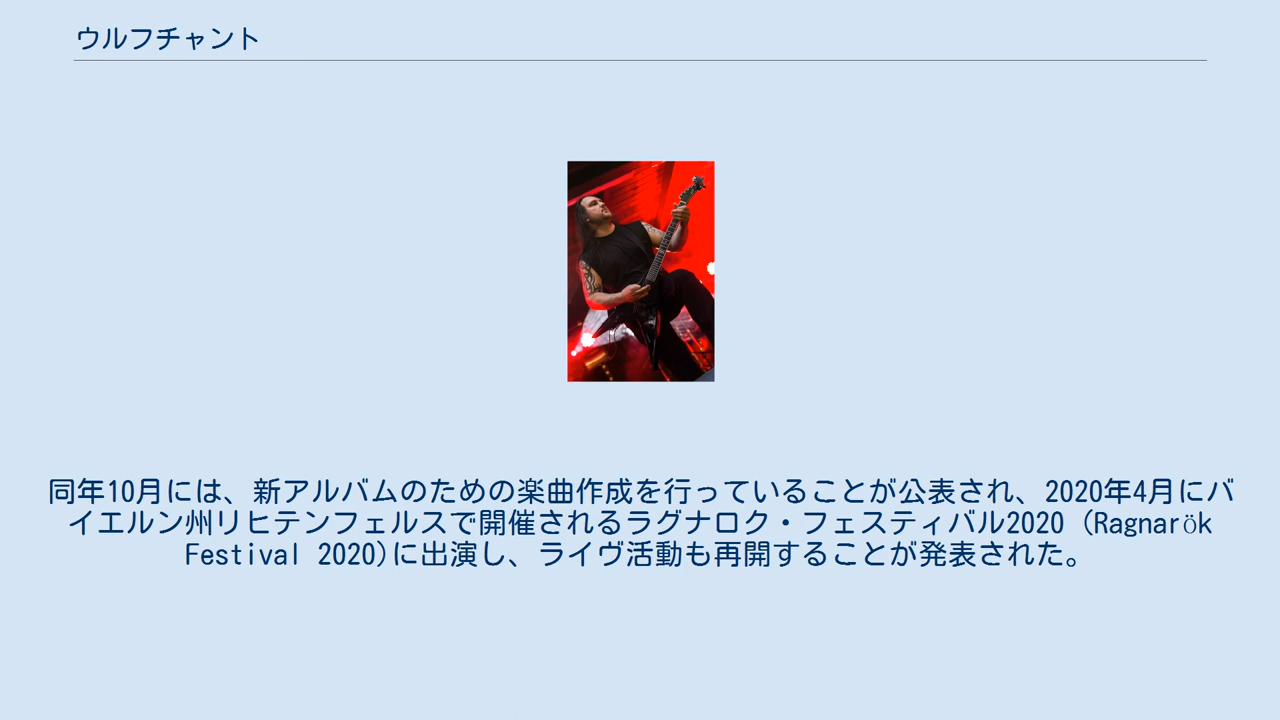 ウルフチャント
同年10月には、新アルバムのための楽曲作成を行っていることが公表され、2020年4月にバ
イエルン州リヒテンフェルスで開催されるラグナロク・フェスティバル2020 (Ragnarök
Festival 2020)に出演し、ライヴ活動も再開することが発表された。